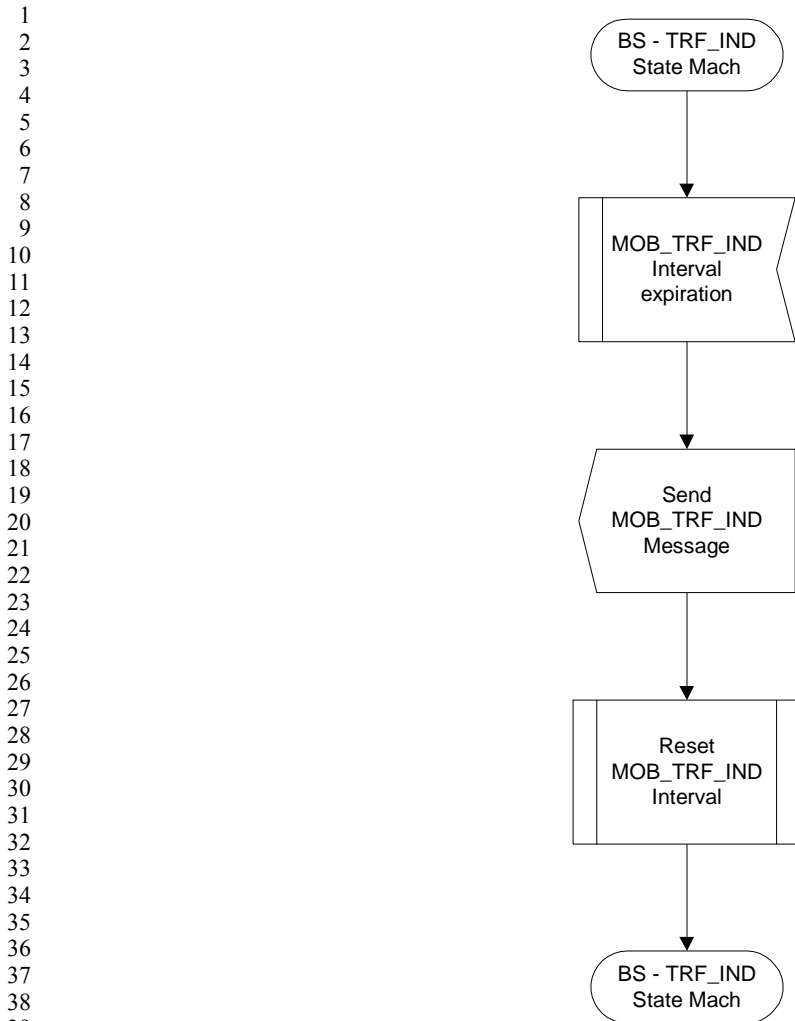 1
2
3
4
5
6
7
8
9
10
11
12
13
14
15
16
17
18
19
20
21
22
23
24
25
26
27
28
29
30
31
32
33
34
35
36
37
38
BS - TRF_IND
State Mach
MOB_TRF_IND
Interval
expiration
Send
MOB_TRF_IND
Message
Reset
MOB_TRF_IND
Interval
BS - TRF_IND
State Mach